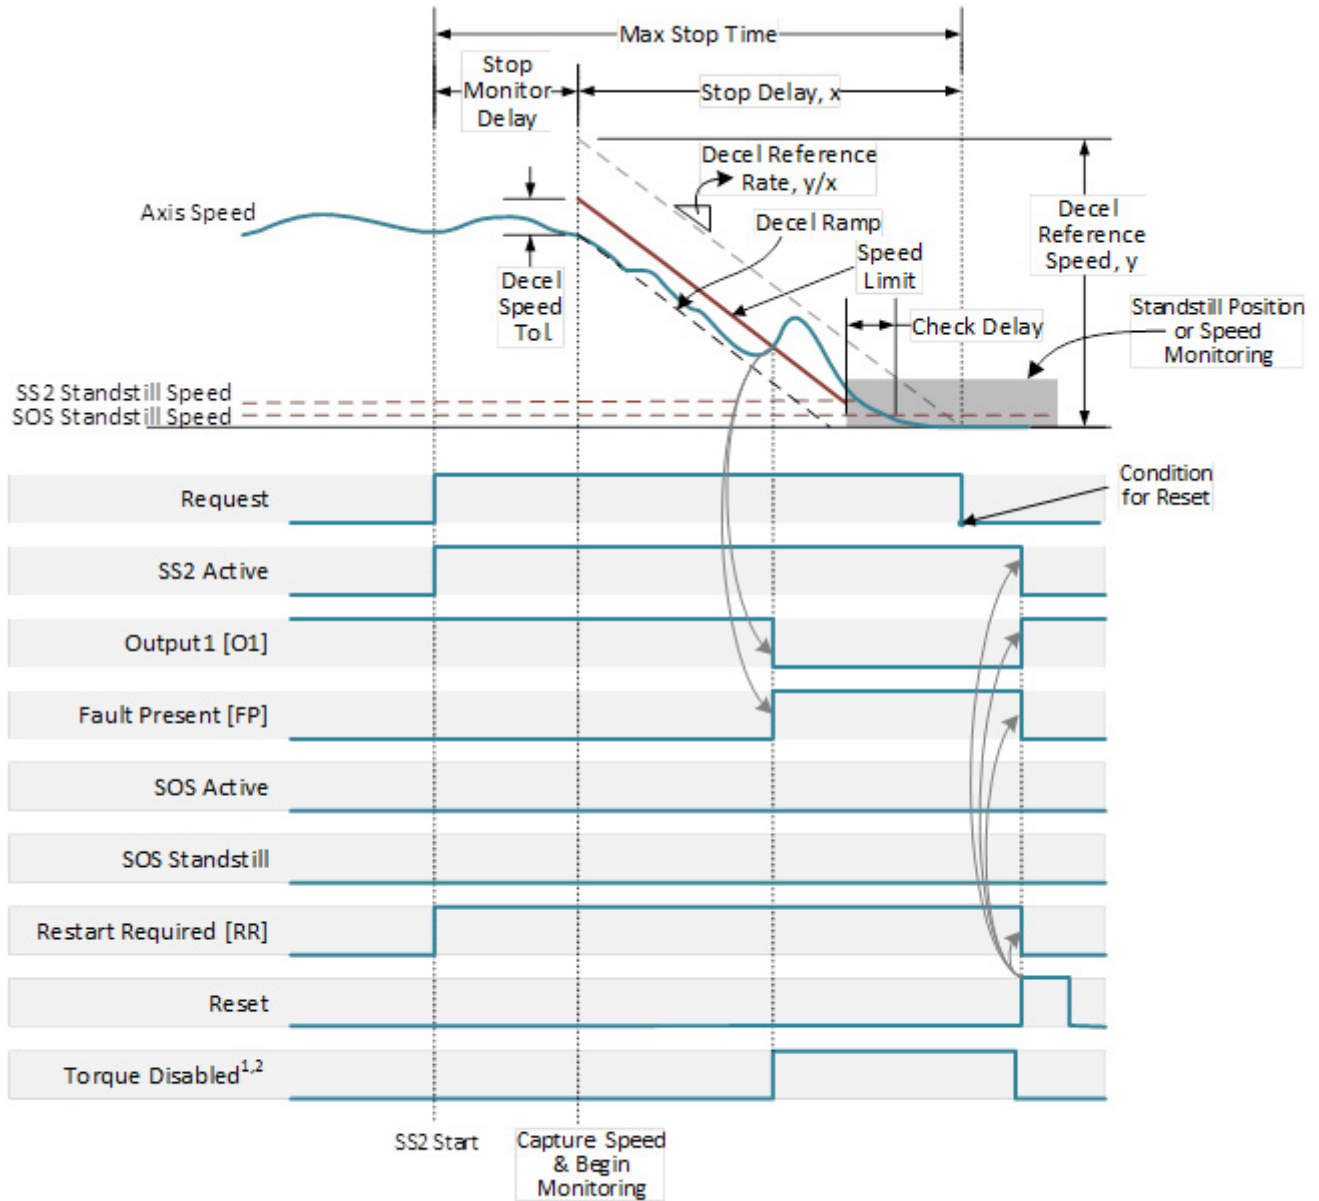 Max Stop Time
Stop
Monitor
Delay
Stop Delay, x
Decel Reference
Rate, y/x
Axis Speed
Decel Ramp
Decel
Reference
Speed, y
Speed
Limit
Decel
Speed
Tol.
Check Delay
Standstill Position
or Speed
Monitoring
SS2 Standstill Speed
SOS Standstill Speed
Condition
for Reset
Request
SS2 Active
Output1 [O1]
Fault Present [FP]
SOS Active
SOS Standstill
Restart Required [RR]
Reset
Torque Disabled1,2
SS2 Start
Capture Speed
& Begin
Monitoring